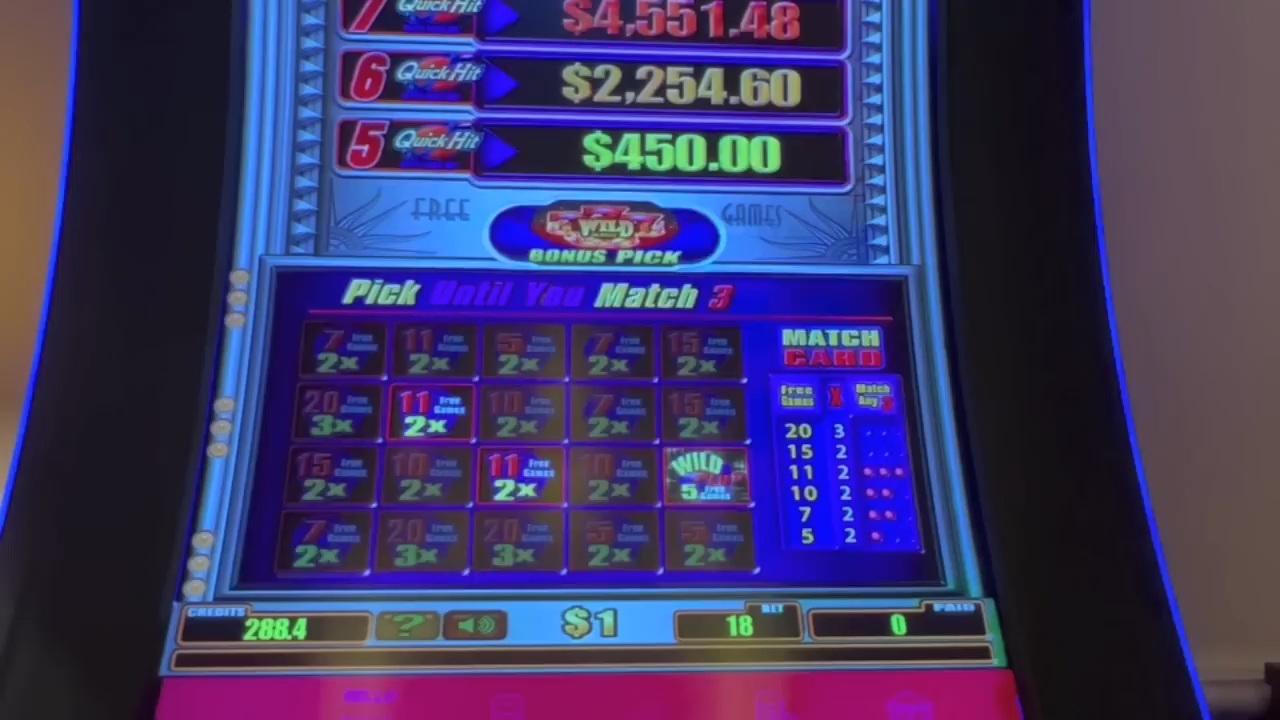 7 Quick Hit $4,551.48
6 Quick Hit $2,254.60
5 Quick Hit $450.00
FREE WILD GAMES
BONUS PICK
Pick Until You Match 3
7 Free Games 2x 11 Free Games 2x 5 Free Games 2x 7 Free Games 2x 15 Free Games 2x
20 Free Games 3x 11 Free Games 2x 10 Free Games 2x 7 Free Games 2x 15 Free Games 2x
15 Free Games 2x 10 Free Games 2x 11 Free Games 2x 10 Free Games 2x WILD 5 Free Games
7 Free Games 2x 20 Free Games 3x 20 Free Games 3x 5 Free Games 2x 5 Free Games 2x
MATCH
CARD
Free Games X Match Any 3
20 3
15 2
11 2
10 2
7 2
5 2
CREDITS 288.4 ? $1 BET 18 PAID 0